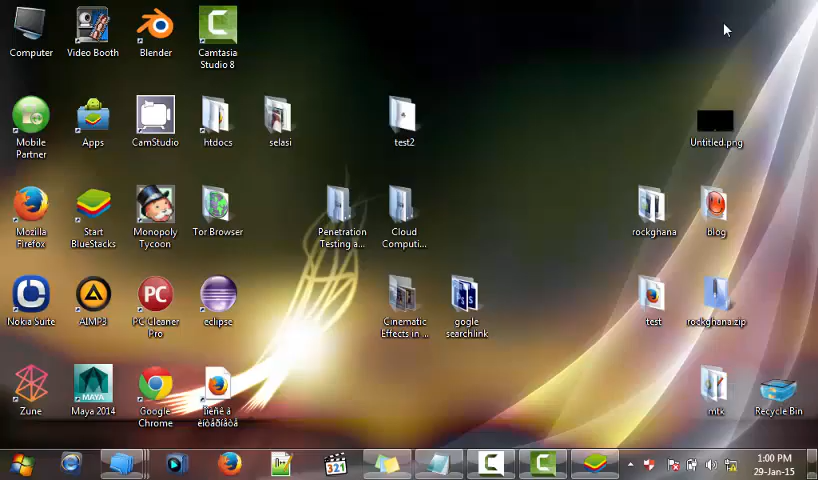 Computer
Video Booth
Blender
Camtasia
Studio 8
Mobile
Partner
Apps
CamStudio
htdocs
selasi
test2
Untitled.png
Mozilla
Firefox
Start
BlueStacks
Monopoly
Tycoon
Tor Browser
Penetration
Testing a...
Cloud
Computi...
rockghana
blog
Nokia Suite
AIMP3
PC Cleaner
Pro
eclipse
Cinematic
Effects in ...
gogle
searchlink
test
rockghana.zip
Zune
Maya 2014
Google
Chrome
mtk
Recycle Bin
1:00 PM
29-Jan-15